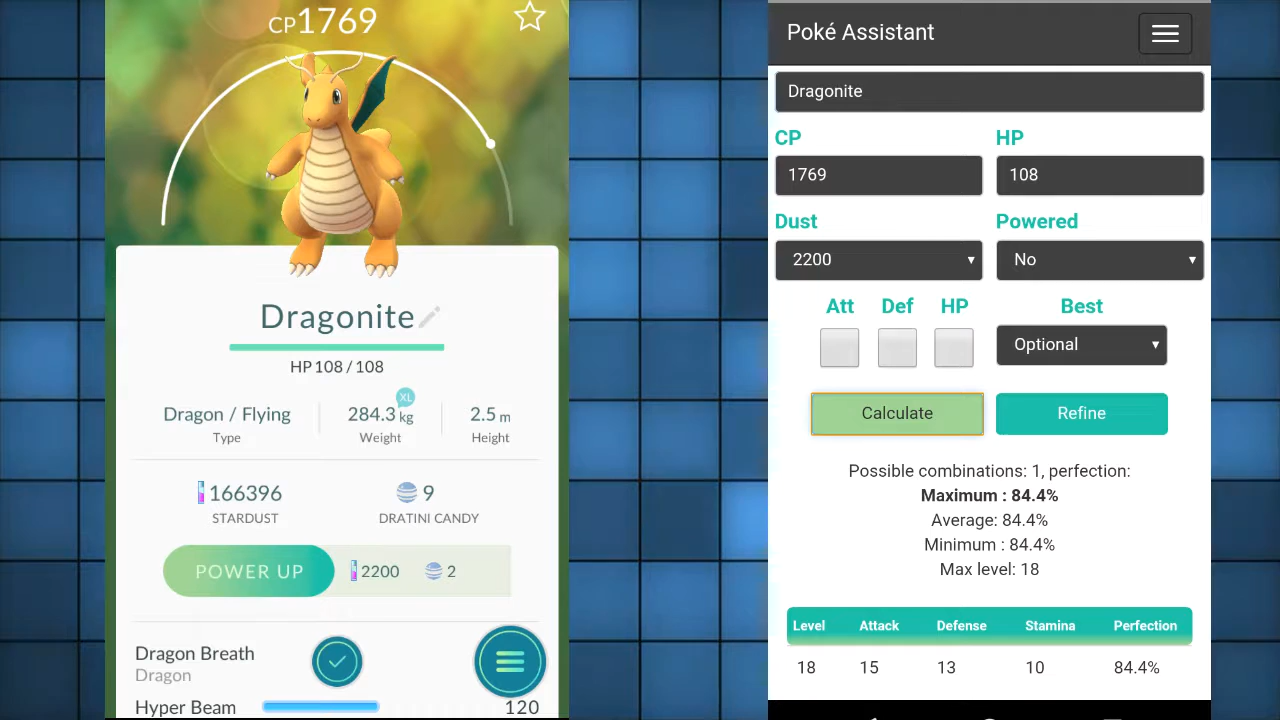 CP1769
Dragonite
HP 108 / 108
XL
Dragon / Flying
Type
284.3 kg
Weight
2.5 m
Height
166396
STARDUST
9
DRATINI CANDY
POWER UP
2200
2
Dragon Breath
Dragon
Hyper Beam
120
Poké Assistant
Dragonite
CP
HP
1769
108
Dust
Powered
2200
No
Att
Def
HP
Best
Optional
Calculate
Refine
Possible combinations: 1, perfection:
Maximum : 84.4%
Average: 84.4%
Minimum : 84.4%
Max level: 18
Level Attack Defense Stamina Perfection
18 15 13 10 84.4%